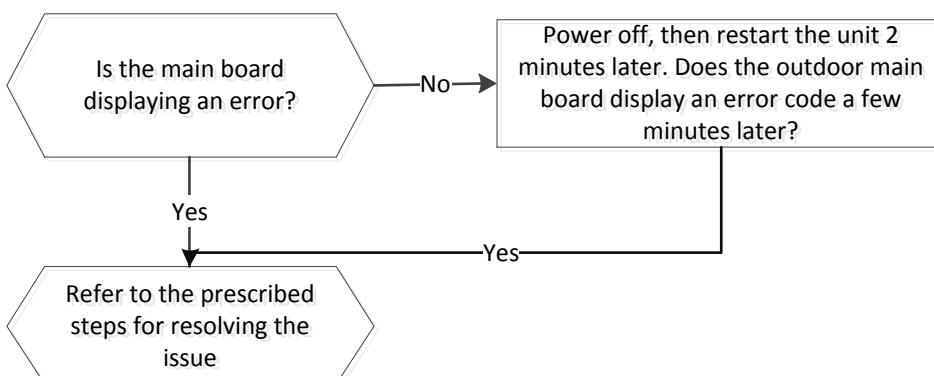 Is the main board
displaying an error?
No
Power off, then restart the unit 2
minutes later. Does the outdoor main
board display an error code a few
minutes later?
Yes
Yes
Refer to the prescribed
steps for resolving the
issue